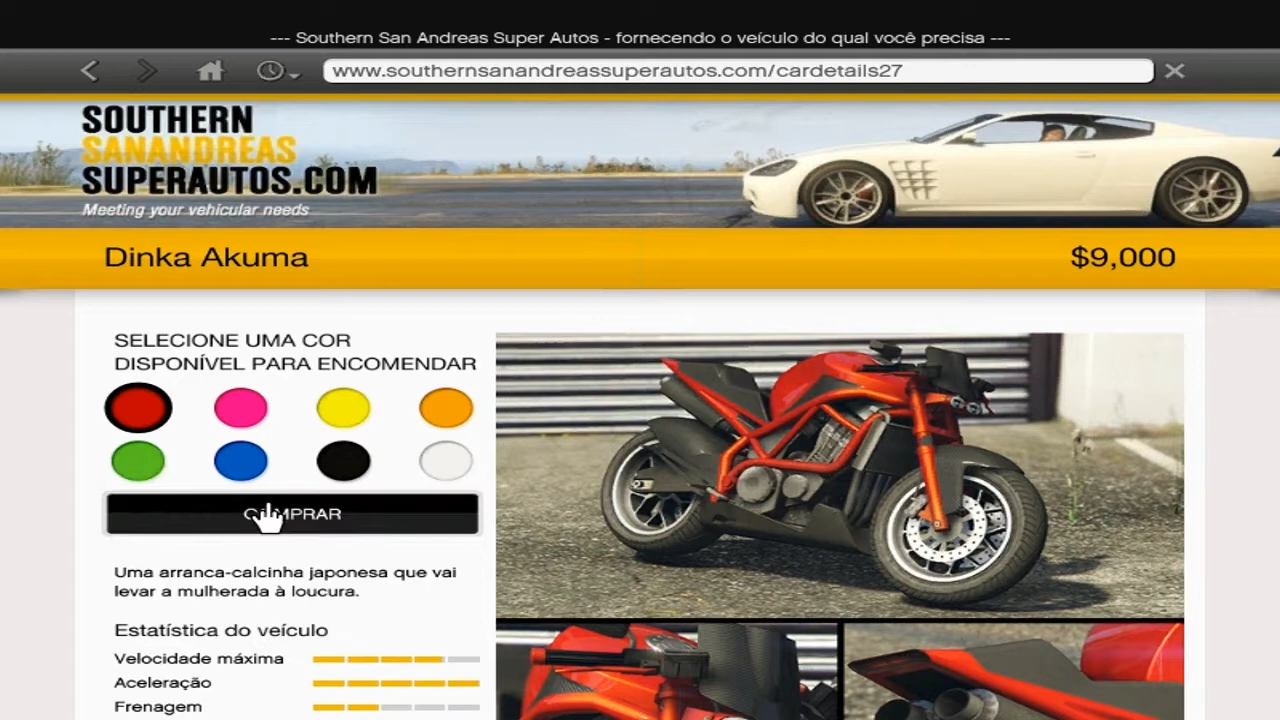 --- Southern San Andreas Super Autos - fornecendo o veículo do qual você precisa ---
www.southernsanandreassuperautos.com/cardetails27
SOUTHERN
SANANDREAS
SUPERAUTOS.COM
Meeting your vehicular needs
Dinka Akuma
$9,000
SELECIONE UMA COR
DISPONÍVEL PARA ENCOMENDAR
COMPRAR
Uma arranca-calcinha japonesa que vai
levar a mulherada à loucura.
Estatística do veículo
Velocidade máxima
Aceleração
Frenagem